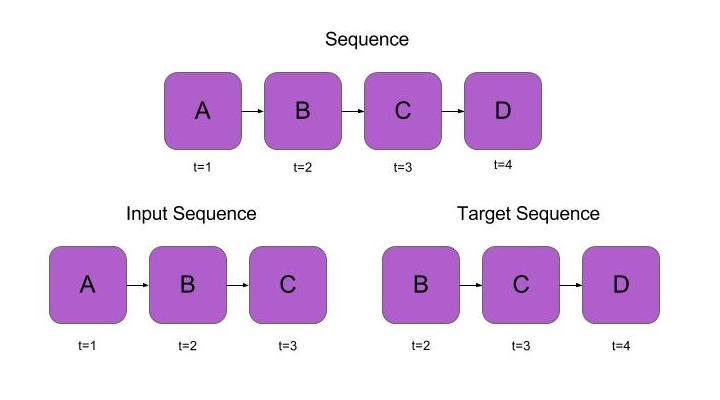 Sequence
A B C D
t=1 t=2 t=3 t=4
Input Sequence
A B C
t=1 t=2 t=3
Target Sequence
B C D
t=2 t=3 t=4